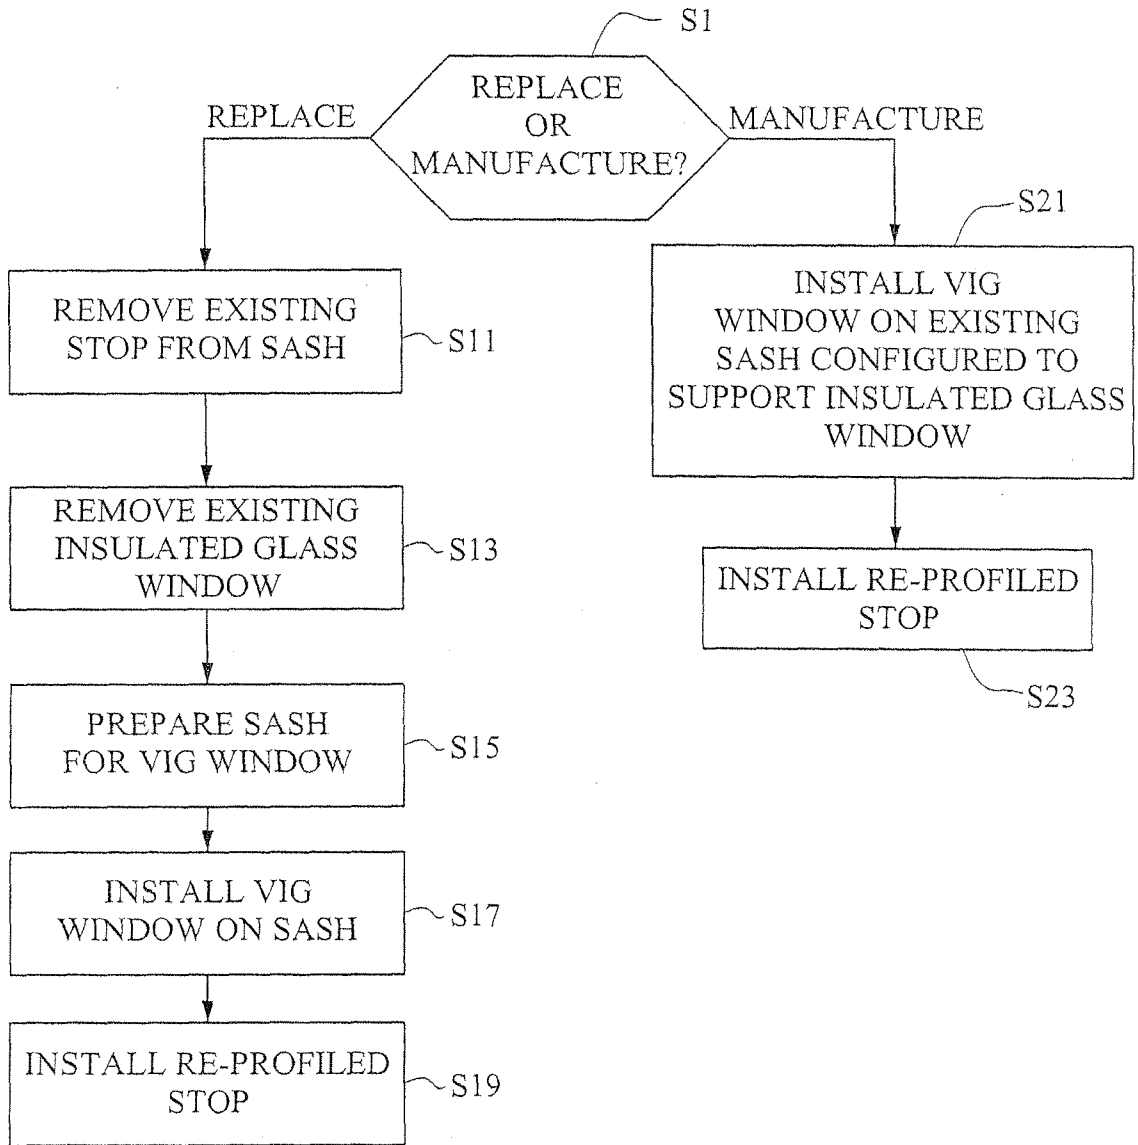 S1
REPLACE
OR
MANUFACTURE?
REPLACE
MANUFACTURE
REMOVE EXISTING
STOP FROM SASH
S11
REMOVE EXISTING
INSULATED GLASS
WINDOW
S13
PREPARE SASH
FOR VIG WINDOW
S15
INSTALL VIG
WINDOW ON SASH
S17
INSTALL RE-PROFILED
STOP
S19
S21
INSTALL VIG
WINDOW ON EXISTING
SASH CONFIGURED TO
SUPPORT INSULATED GLASS
WINDOW
INSTALL RE-PROFILED
STOP
S23